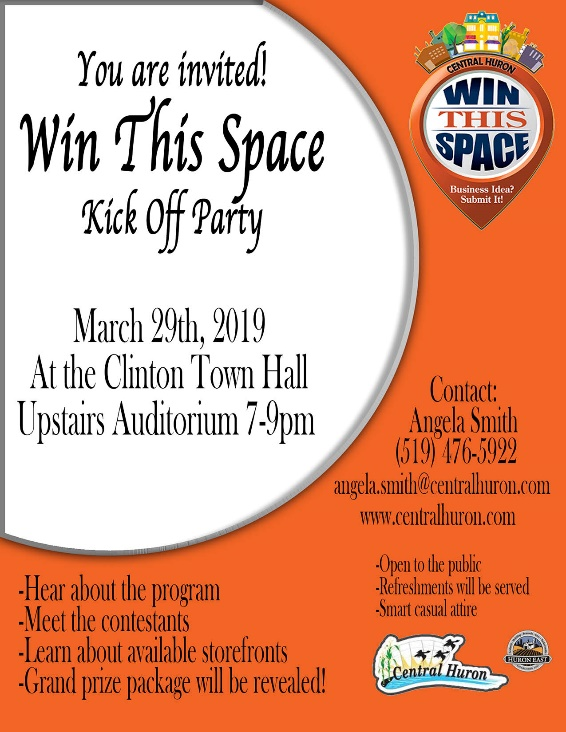 You are invited!
Win This Space
Kick Off Party
CENTRAL HURON
WIN
THIS
SPACE
Business Idea?
Submit It!
March 29th, 2019
At the Clinton Town Hall
Upstairs Auditorium 7-9pm
Contact:
Angela Smith
(519) 476-5922
angela.smith@centralhuron.com
www.centralhuron.com
-Hear about the program
-Meet the contestants
-Learn about available storefronts
-Grand prize package will be revealed!
-Open to the public
-Refreshments will be served
-Smart casual attire
Central Huron
HURON EAST